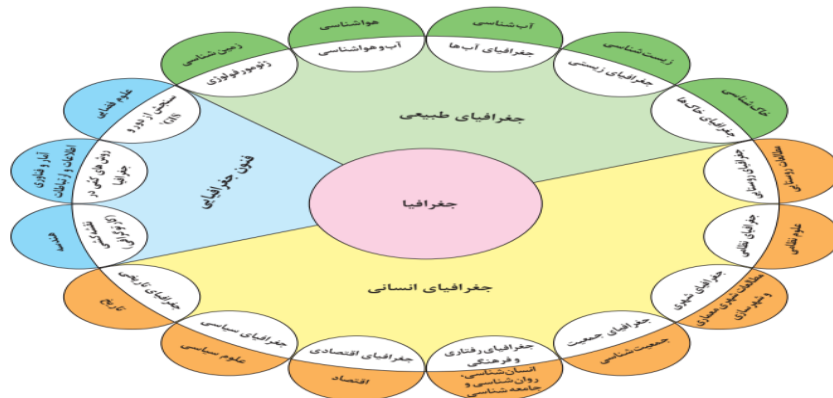 جغرافیا
جغرافیای طبیعی
زمین شناسی
ژئومورفولوژی
هواشناسی
آب و هواشناسی
آب شناسی
جغرافیای آب ها
زیست شناسی
جغرافیای زیستی
خاک شناسی
جغرافیای خاک ها
فنون جغرافیایی
علوم فضایی
سنجش از دور و
GIS
آمار و فناوری
اطلاعات و ارتباطات
روش های کمّی در
جغرافیا
هندسه
نقشه کشی
(کارتوگرافی)
جغرافیای انسانی
مطالعات روستایی
جغرافیای روستایی
علوم نظامی
جغرافیای نظامی
مطالعات شهری معماری
و شهرسازی
جغرافیای شهری
جمعیت شناسی
جغرافیای جمعیت
جغرافیای رفتاری
و فرهنگی
انسان شناسی،
روان شناسی و
جامعه شناسی
جغرافیای اقتصادی
اقتصاد
جغرافیای سیاسی
علوم سیاسی
جغرافیای تاریخی
تاریخ